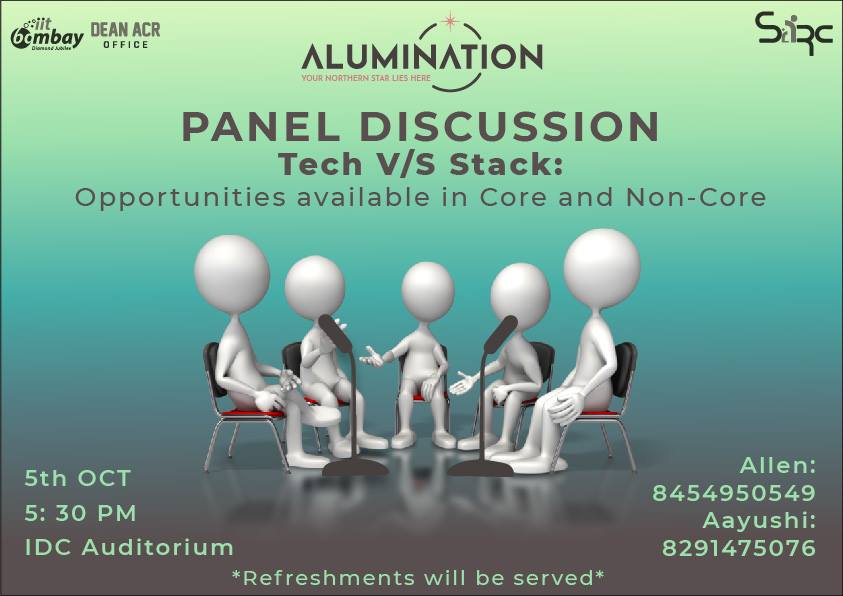 iit
bombay
Diamond Jubilee
DEAN ACR
OFFICE
ALUMINATION
YOUR NORTHERN STAR LIES HERE
PANEL DISCUSSION
Tech V/S Stack:
Opportunities available in Core and Non-Core
5th OCT
5: 30 PM
IDC Auditorium
Allen:
8454950549
Aayushi:
8291475076
*Refreshments will be served*